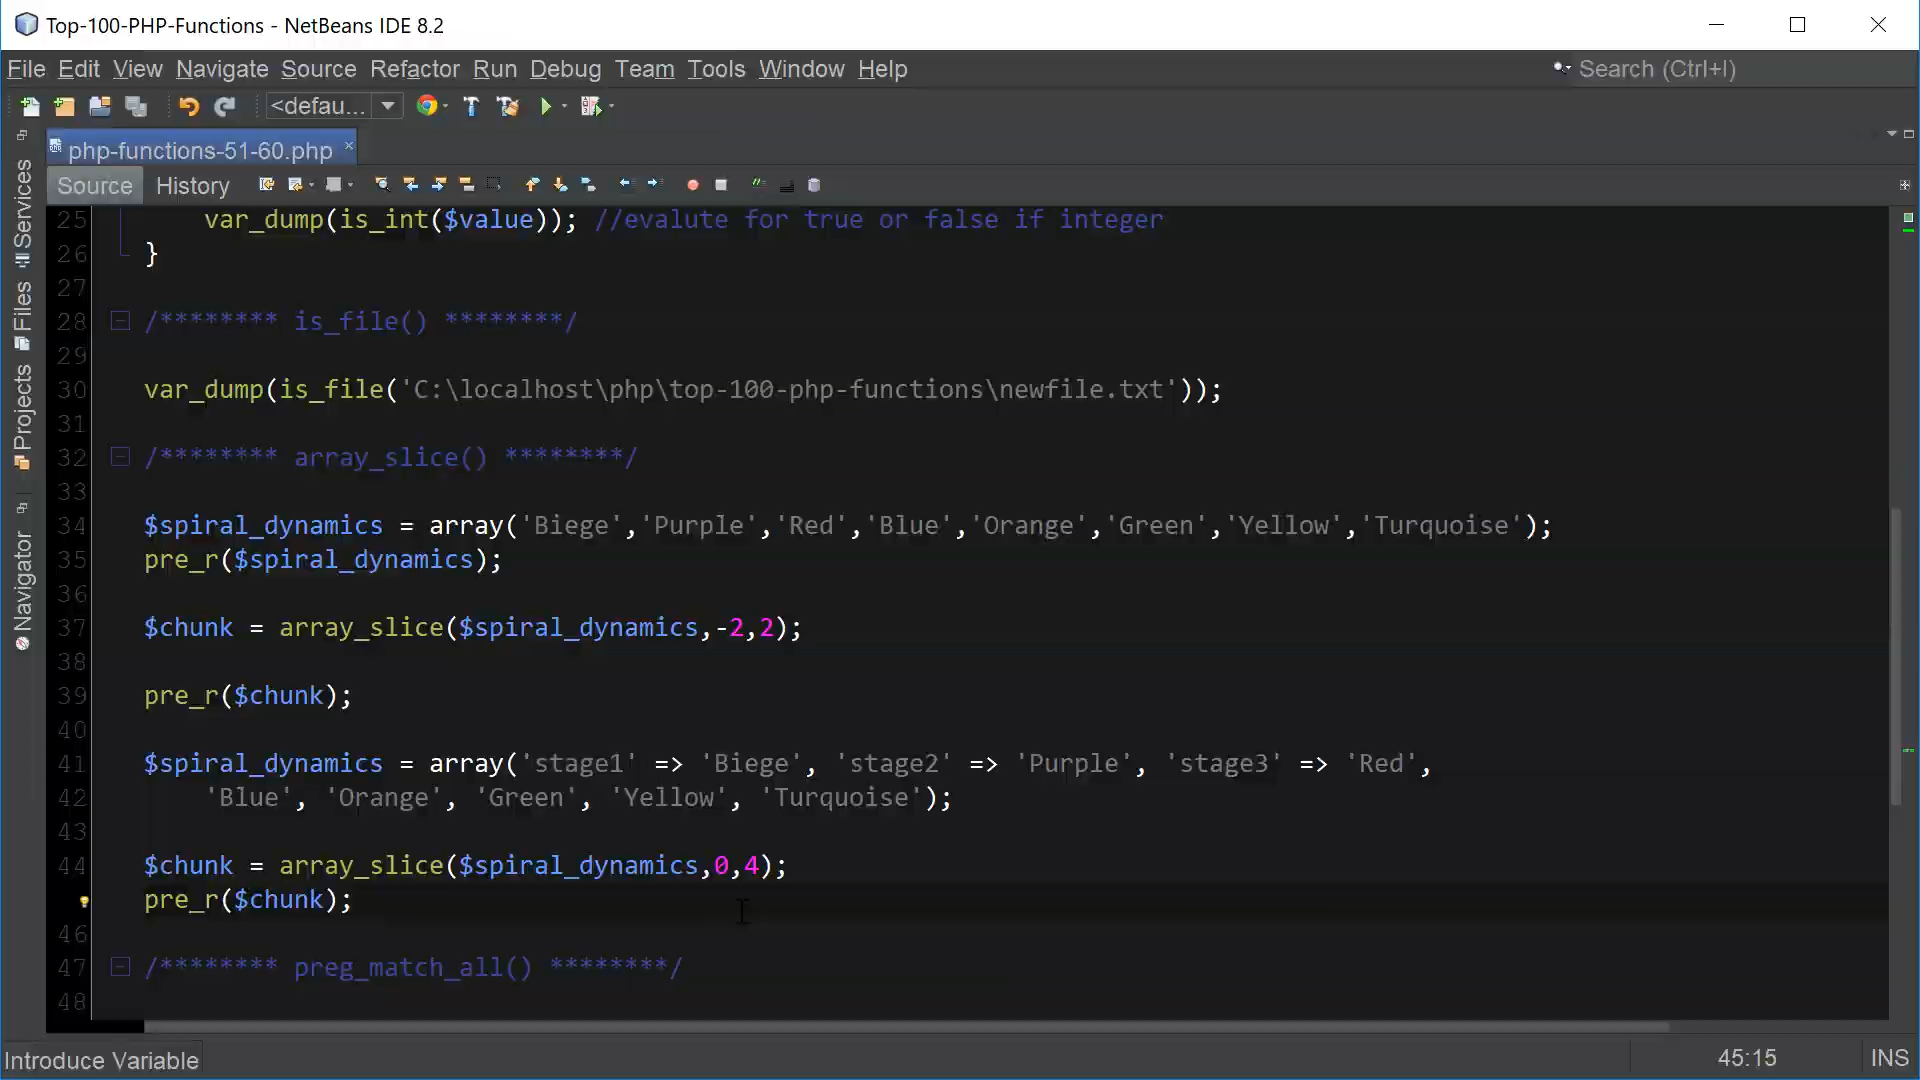 Top-100-PHP-Functions - NetBeans IDE 8.2
File Edit View Navigate Source Refactor Run Debug Team Tools Window Help
Search (Ctrl+I)
<defau...
php-functions-51-60.php
Source History
Services
Files
Projects
Navigator
25 var_dump(is_int($value)); //evalute for true or false if integer
26 }
27
28 /******** is_file() ********/
29
30 var_dump(is_file('C:\localhost\php\top-100-php-functions\newfile.txt'));
31
32 /******** array_slice() ********/
33
34 $spiral_dynamics = array('Biege','Purple','Red','Blue','Orange','Green','Yellow','Turquoise');
35 pre_r($spiral_dynamics);
36
37 $chunk = array_slice($spiral_dynamics,-2,2);
38
39 pre_r($chunk);
40
41 $spiral_dynamics = array('stage1' => 'Biege', 'stage2' => 'Purple', 'stage3' => 'Red',
42 'Blue', 'Orange', 'Green', 'Yellow', 'Turquoise');
43
44 $chunk = array_slice($spiral_dynamics,0,4);
pre_r($chunk);
46
47 /******** preg_match_all() ********/
48
Introduce Variable
45:15
INS